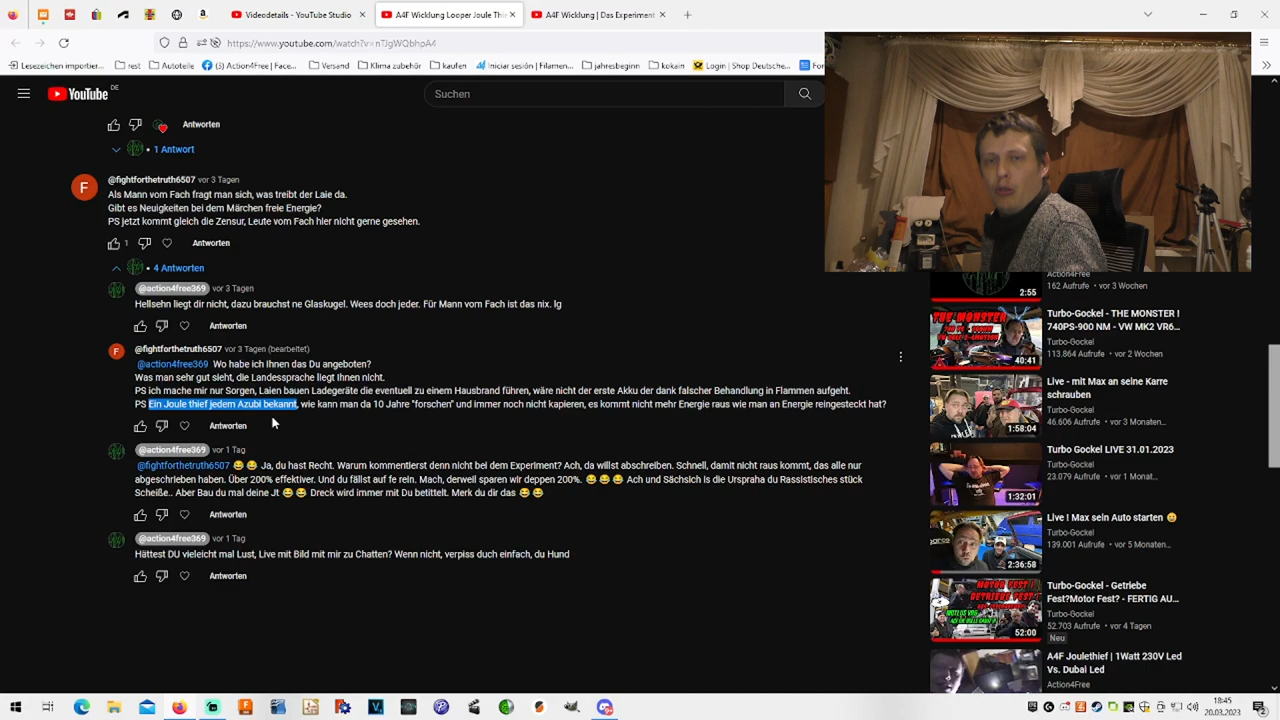 Videodetails - YouTube Studio
A4F Wicklung Looper Joule Thie
A4F Wicklung | Das Experiment
https://www.youtube.com/watch?v=nTJgWQbhpA4
Lesezeichen importier...
rest
Autoteile
(3) Action4Free | Face...
Versand
Klima zubehör
kaufen
Iniciar sesión | Filamen...
jahresbeginn
kokain
Login | Shop Deutsche...
For
YouTube DE
Suchen
Antworten
1 Antwort
@fightforthetruth6507 vor 3 Tagen
Als Mann vom Fach fragt man sich, was treibt der Laie da.
Gibt es Neuigkeiten bei dem Märchen freie Energie?
PS jetzt kommt gleich die Zensur, Leute vom Fach hier nicht gerne gesehen.
1 Antworten
4 Antworten
@action4free369 vor 3 Tagen
Hellsehn liegt dir nicht, dazu brauchst ne Glaskugel. Wees doch jeder. Für Mann vom Fach ist das nix. lg
Antworten
@fightforthetruth6507 vor 3 Tagen (bearbeitet)
@action4free369 Wo habe ich Ihnen das Du angeboten?
Was man sehr gut sieht, die Landessprache liegt Ihnen nicht.
PS ich mache mir nur Sorgen, Laien bauen Ladegeräte die eventuell zu einem Hausbrand führen, wäre nicht der erste Akku der dank falscher Behandlung in Flammen aufgeht.
PS Ein Joule thief jedem Azubi bekannt, wie kann man da 10 Jahre "forschen" und immer noch nicht kapieren, es kommt nicht mehr Energie raus wie man an Energie reingesteckt hat?
Antworten
@action4free369 vor 1 Tag
@fightforthetruth6507 😂😂 Ja, du hast Recht. Warum kommentierst denn nicht bei dem Experiment? Ach, da willst abschreiben. Schnell, damit nicht raus kommt, das alle nur
abgeschrieben haben. Über 200% effektiver. Und du bist auf fe rein. Mach, derweil sparen wir deppen 200%. 😂😂😂 Ach und Sächsich is die Urspraha du Rassistisches stück
Scheiße.. Aber Bau du mal deine Jt 😂😂 Dreck wird immer mit Du betittelt. Merk du dir das 😂😂
Antworten
@action4free369 vor 1 Tag
Hättest DU vieleicht mal Lust, Live mit Bild mit mir zu Chatten? Wenn nicht, verpiss duch einfach, du Hund
Antworten
Action4Free
162 Aufrufe • vor 3 Wochen
2:55
THE MONSTER
Turbo-Gockel - THE MONSTER !
740PS-900 NM - VW MK2 VR6...
Turbo-Gockel
113.864 Aufrufe • vor 2 Wochen
40:41
Live - mit Max an seine Karre
schrauben
Turbo-Gockel
46.606 Aufrufe • vor 3 Monaten...
1:58:04
Turbo Gockel LIVE 31.01.2023
Turbo-Gockel
23.079 Aufrufe • vor 1 Monat...
1:32:01
Live ! Max sein Auto starten 😊
Turbo-Gockel
139.001 Aufrufe • vor 5 Monaten...
2:36:58
MOTOR FEST !
GETRIEBE FEST?
Turbo-Gockel - Getriebe
Fest?Motor Fest? - FERTIG AU...
Turbo-Gockel
52.703 Aufrufe • vor 4 Tagen
Neu
52:00
A4F Joulethief | 1Watt 230V Led
Vs. Dubai Led
Action4Free
18:45
20.03.2023